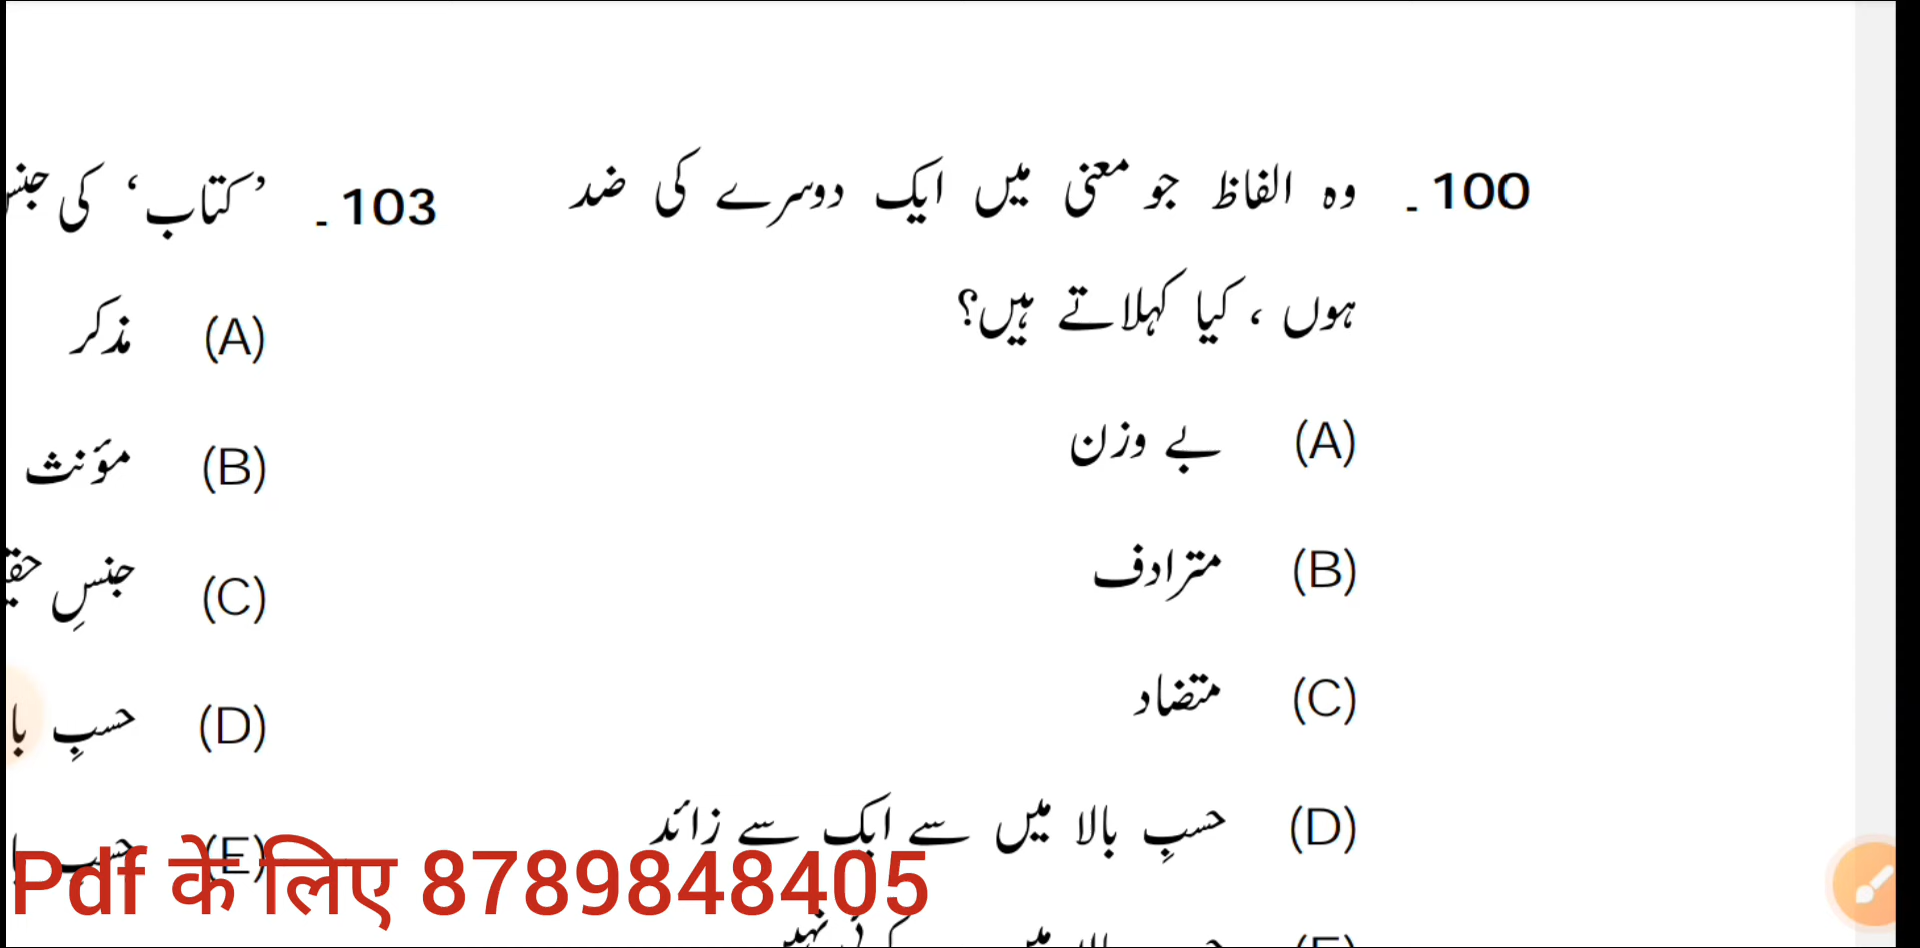 100۔ وہ الفاظ جو معنی میں ایک دوسرے کی ضد
ہوں ، کیا کہلاتے ہیں؟
(A) بے وزن
(B) مترادف
(C) متضاد
(D) حسبِ بالا میں سے ایک سے زائد
103۔ ’کتاب‘ کی
(A) مذکر
(B) مؤنث
(C) جنسِ
(D) حسبِ با
(E)
Pdf के लिए 8789848405